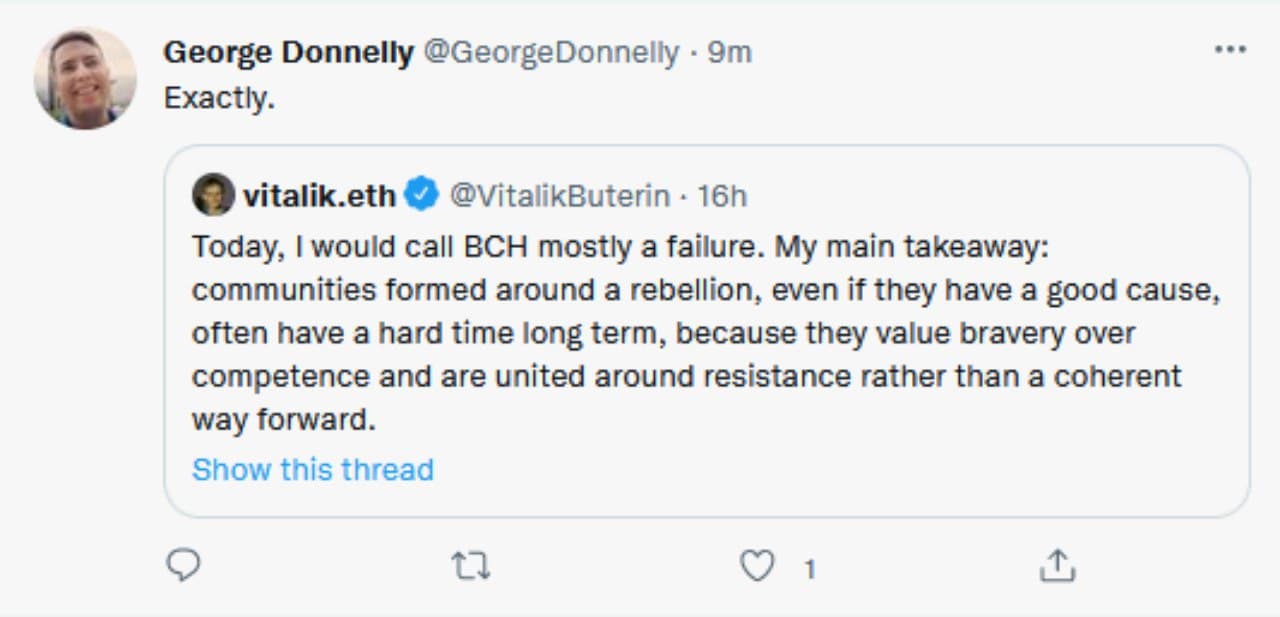 George Donnelly @GeorgeDonnelly · 9m
Exactly.
vitalik.eth @VitalikButerin · 16h
Today, I would call BCH mostly a failure. My main takeaway:
communities formed around a rebellion, even if they have a good cause,
often have a hard time long term, because they value bravery over
competence and are united around resistance rather than a coherent
way forward.
Show this thread
1